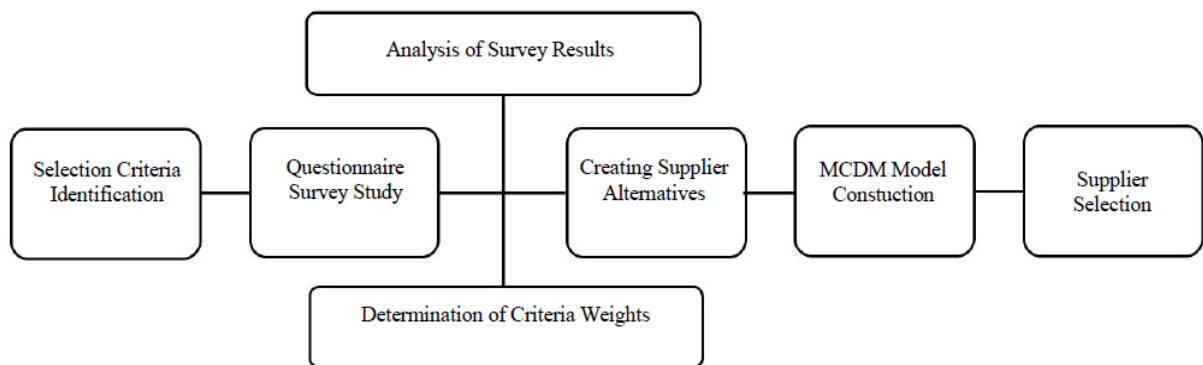 Analysis of Survey Results
Selection Criteria
Identification
Questionnaire
Survey Study
Creating Supplier
Alternatives
MCDM Model
Constuction
Supplier
Selection
Determination of Criteria Weights